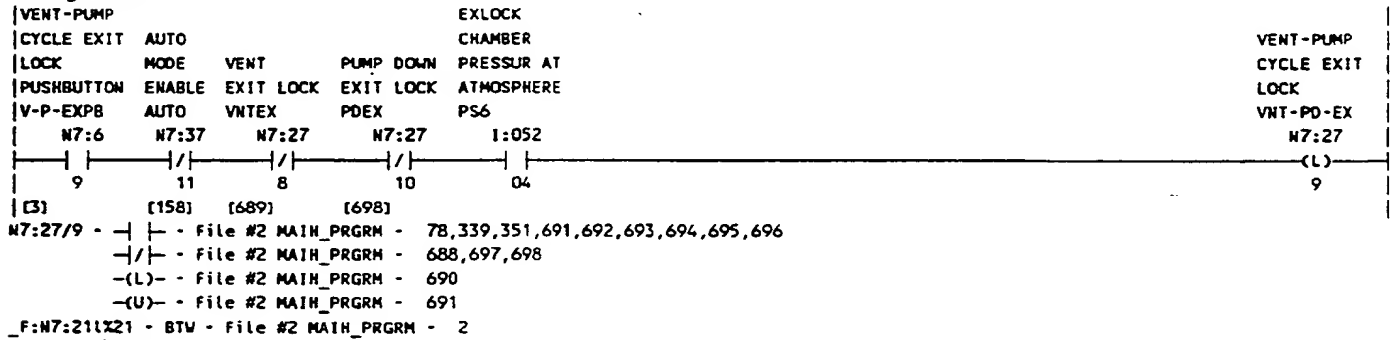 VENT-PUMP EXLOCK
CYCLE EXIT AUTO CHAMBER VENT-PUMP
LOCK MODE VENT PUMP DOWN PRESSUR AT CYCLE EXIT
PUSHBUTTON ENABLE EXIT LOCK EXIT LOCK ATMOSPHERE LOCK
V-P-EXPB AUTO VNTEX PDEX PS6 VNT-PD-EX
N7:6 N7:37 N7:27 N7:27 I:052 N7:27
(L)
9 11 8 10 04 9
[3] [158] [689] [698]
N7:27/9 - ─┤ ├─ - File #2 MAIN_PRGRM - 78,339,351,691,692,693,694,695,696
─┤/├─ - File #2 MAIN_PRGRM - 688,697,698
─(L)─ - File #2 MAIN_PRGRM - 690
─(U)─ - File #2 MAIN_PRGRM - 691
_F:N7:211%21 - BTW - File #2 MAIN_PRGRM - 2